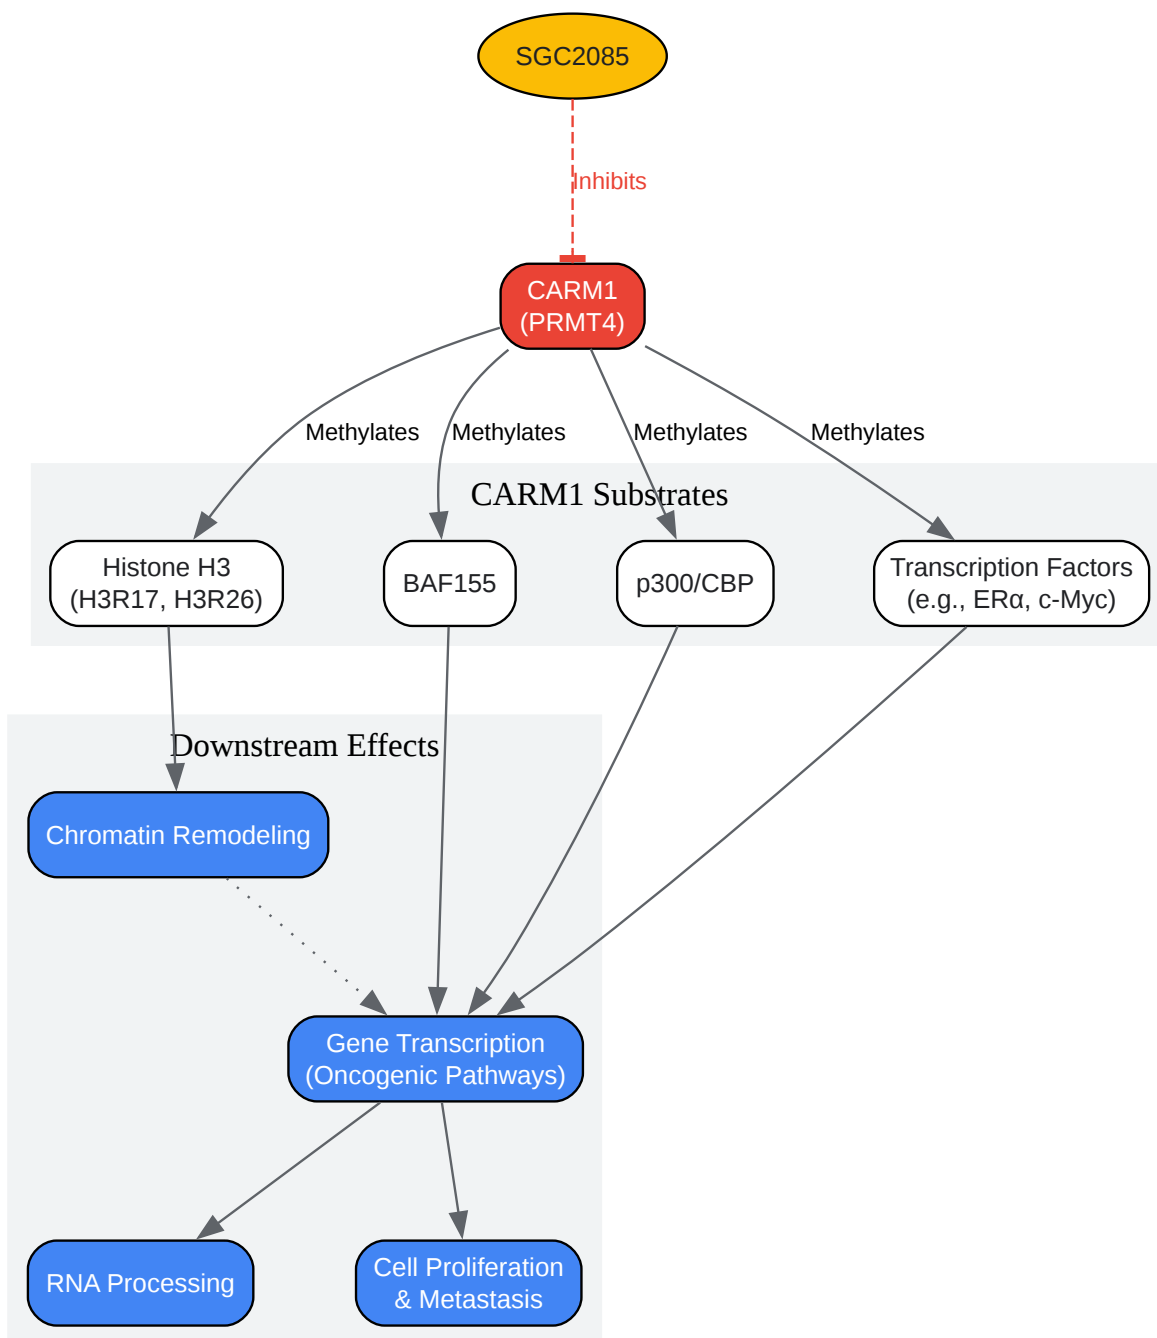 SGC2085
Inhibits
CARM1
(PRMT4)
Methylates
Methylates
Methylates
Methylates
CARM1 Substrates
Histone H3
(H3R17, H3R26)
BAF155
p300/CBP
Transcription Factors
(e.g., ERα, c-Myc)
Downstream Effects
Chromatin Remodeling
Gene Transcription
(Oncogenic Pathways)
RNA Processing
Cell Proliferation
& Metastasis